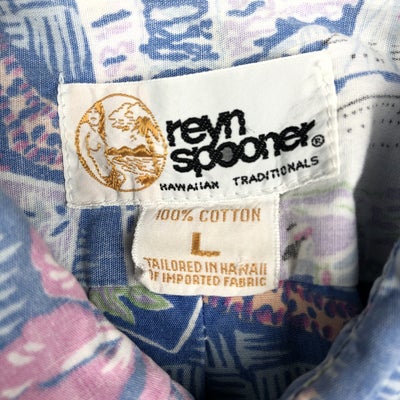 reyn
spooner®
HAWAIIAN TRADITIONALS
100% COTTON
L
TAILORED IN HAWAII
OF IMPORTED FABRIC